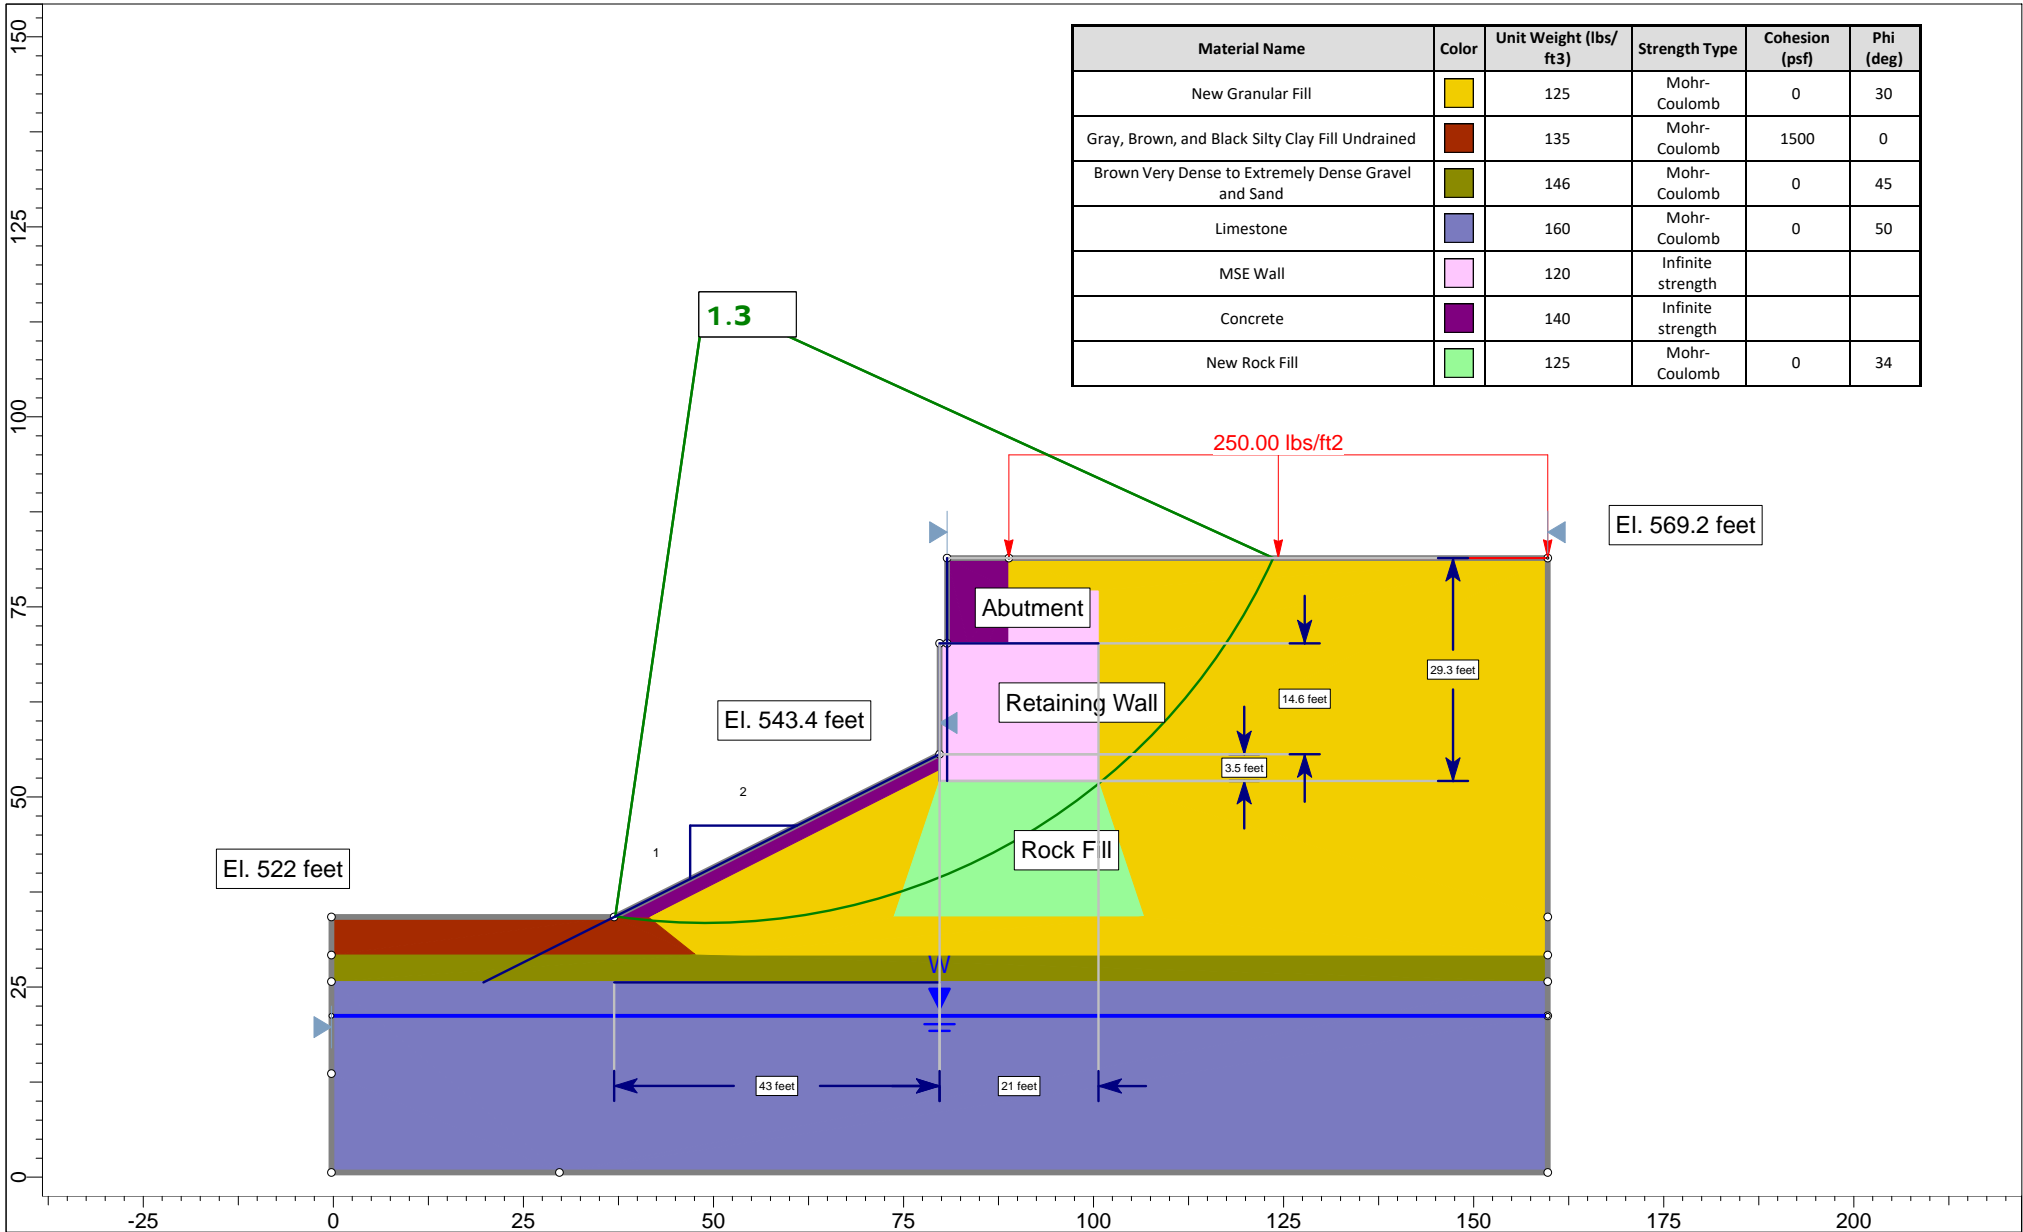 150
125
100
75
50
25
0
Material Name Color Unit Weight (lbs/
ft3) Strength Type Cohesion
(psf) Phi
(deg)
New Granular Fill 125 Mohr-
Coulomb 0 30
Gray, Brown, and Black Silty Clay Fill Undrained 135 Mohr-
Coulomb 1500 0
Brown Very Dense to Extremely Dense Gravel
and Sand 146 Mohr-
Coulomb 0 45
Limestone 160 Mohr-
Coulomb 0 50
MSE Wall 120 Infinite
strength
Concrete 140 Infinite
strength
New Rock Fill 125 Mohr-
Coulomb 0 34
1.3
250.00 lbs/ft2
El. 569.2 feet
Abutment
29.3 feet
14.6 feet
Retaining Wall
El. 543.4 feet
3.5 feet
2
1
Rock Fill
El. 522 feet
W
43 feet
21 feet
-25 0 25 50 75 100 125 150 175 200